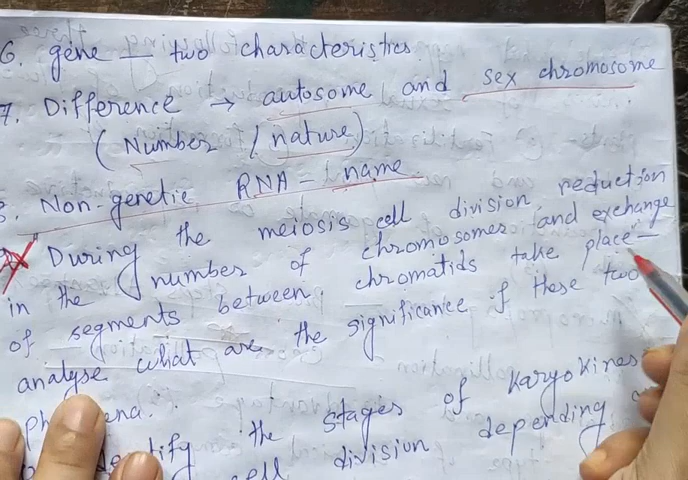 6. gene — two characteristics.
7. Difference → autosome and sex chromosome
(Number / nature)
Non-genetic RNA - name
"During the meiosis cell division, reduction
in the number of chromosomes and exchange
of segments between chromatids take place" —
analyse what are the significance of these two
ph ena.
the stages of Karyokines
cell division depending